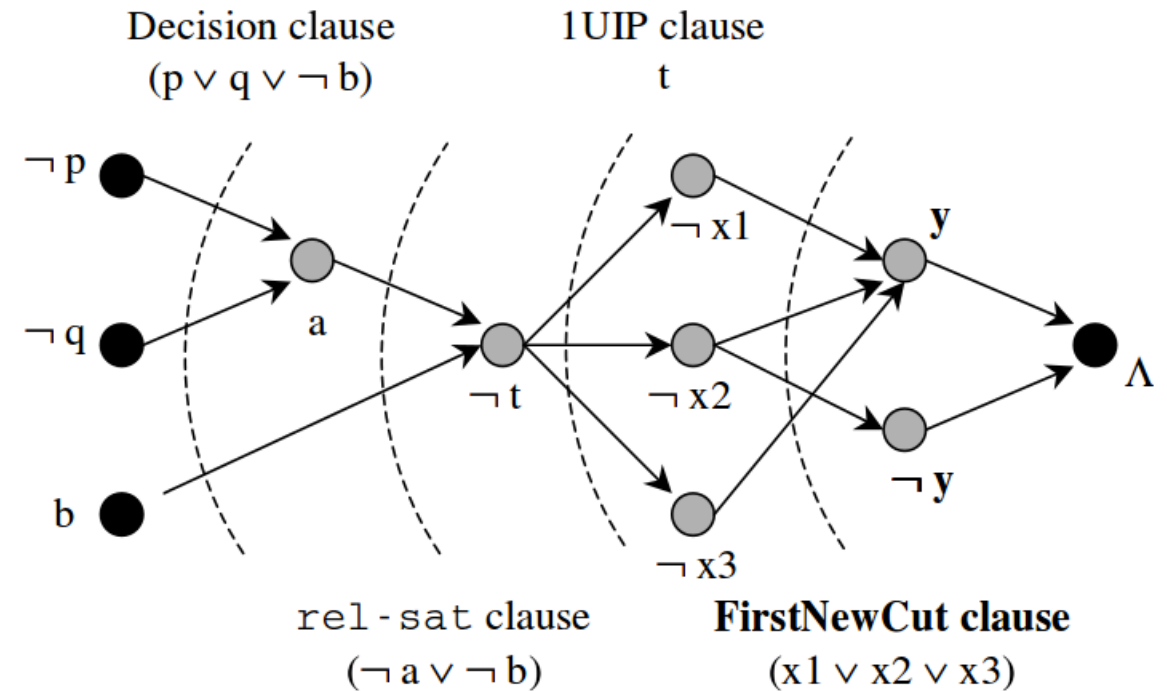 Decision clause
(p ∨ q ∨ ¬ b)
1UIP clause
t
¬ p
¬ x1
y
a
¬ q
¬ t
¬ x2
Λ
¬ y
b
¬ x3
rel-sat clause
(¬ a ∨ ¬ b)
FirstNewCut clause
(x1 ∨ x2 ∨ x3)